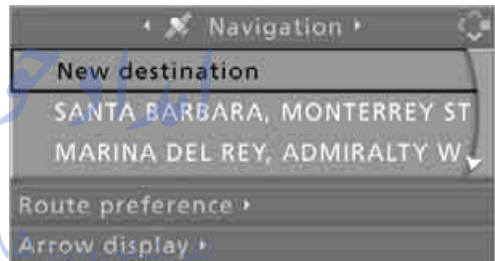 Navigation
New destination
SANTA BARBARA, MONTERREY ST
MARINA DEL REY, ADMIRALTY W
Route preference
Arrow display